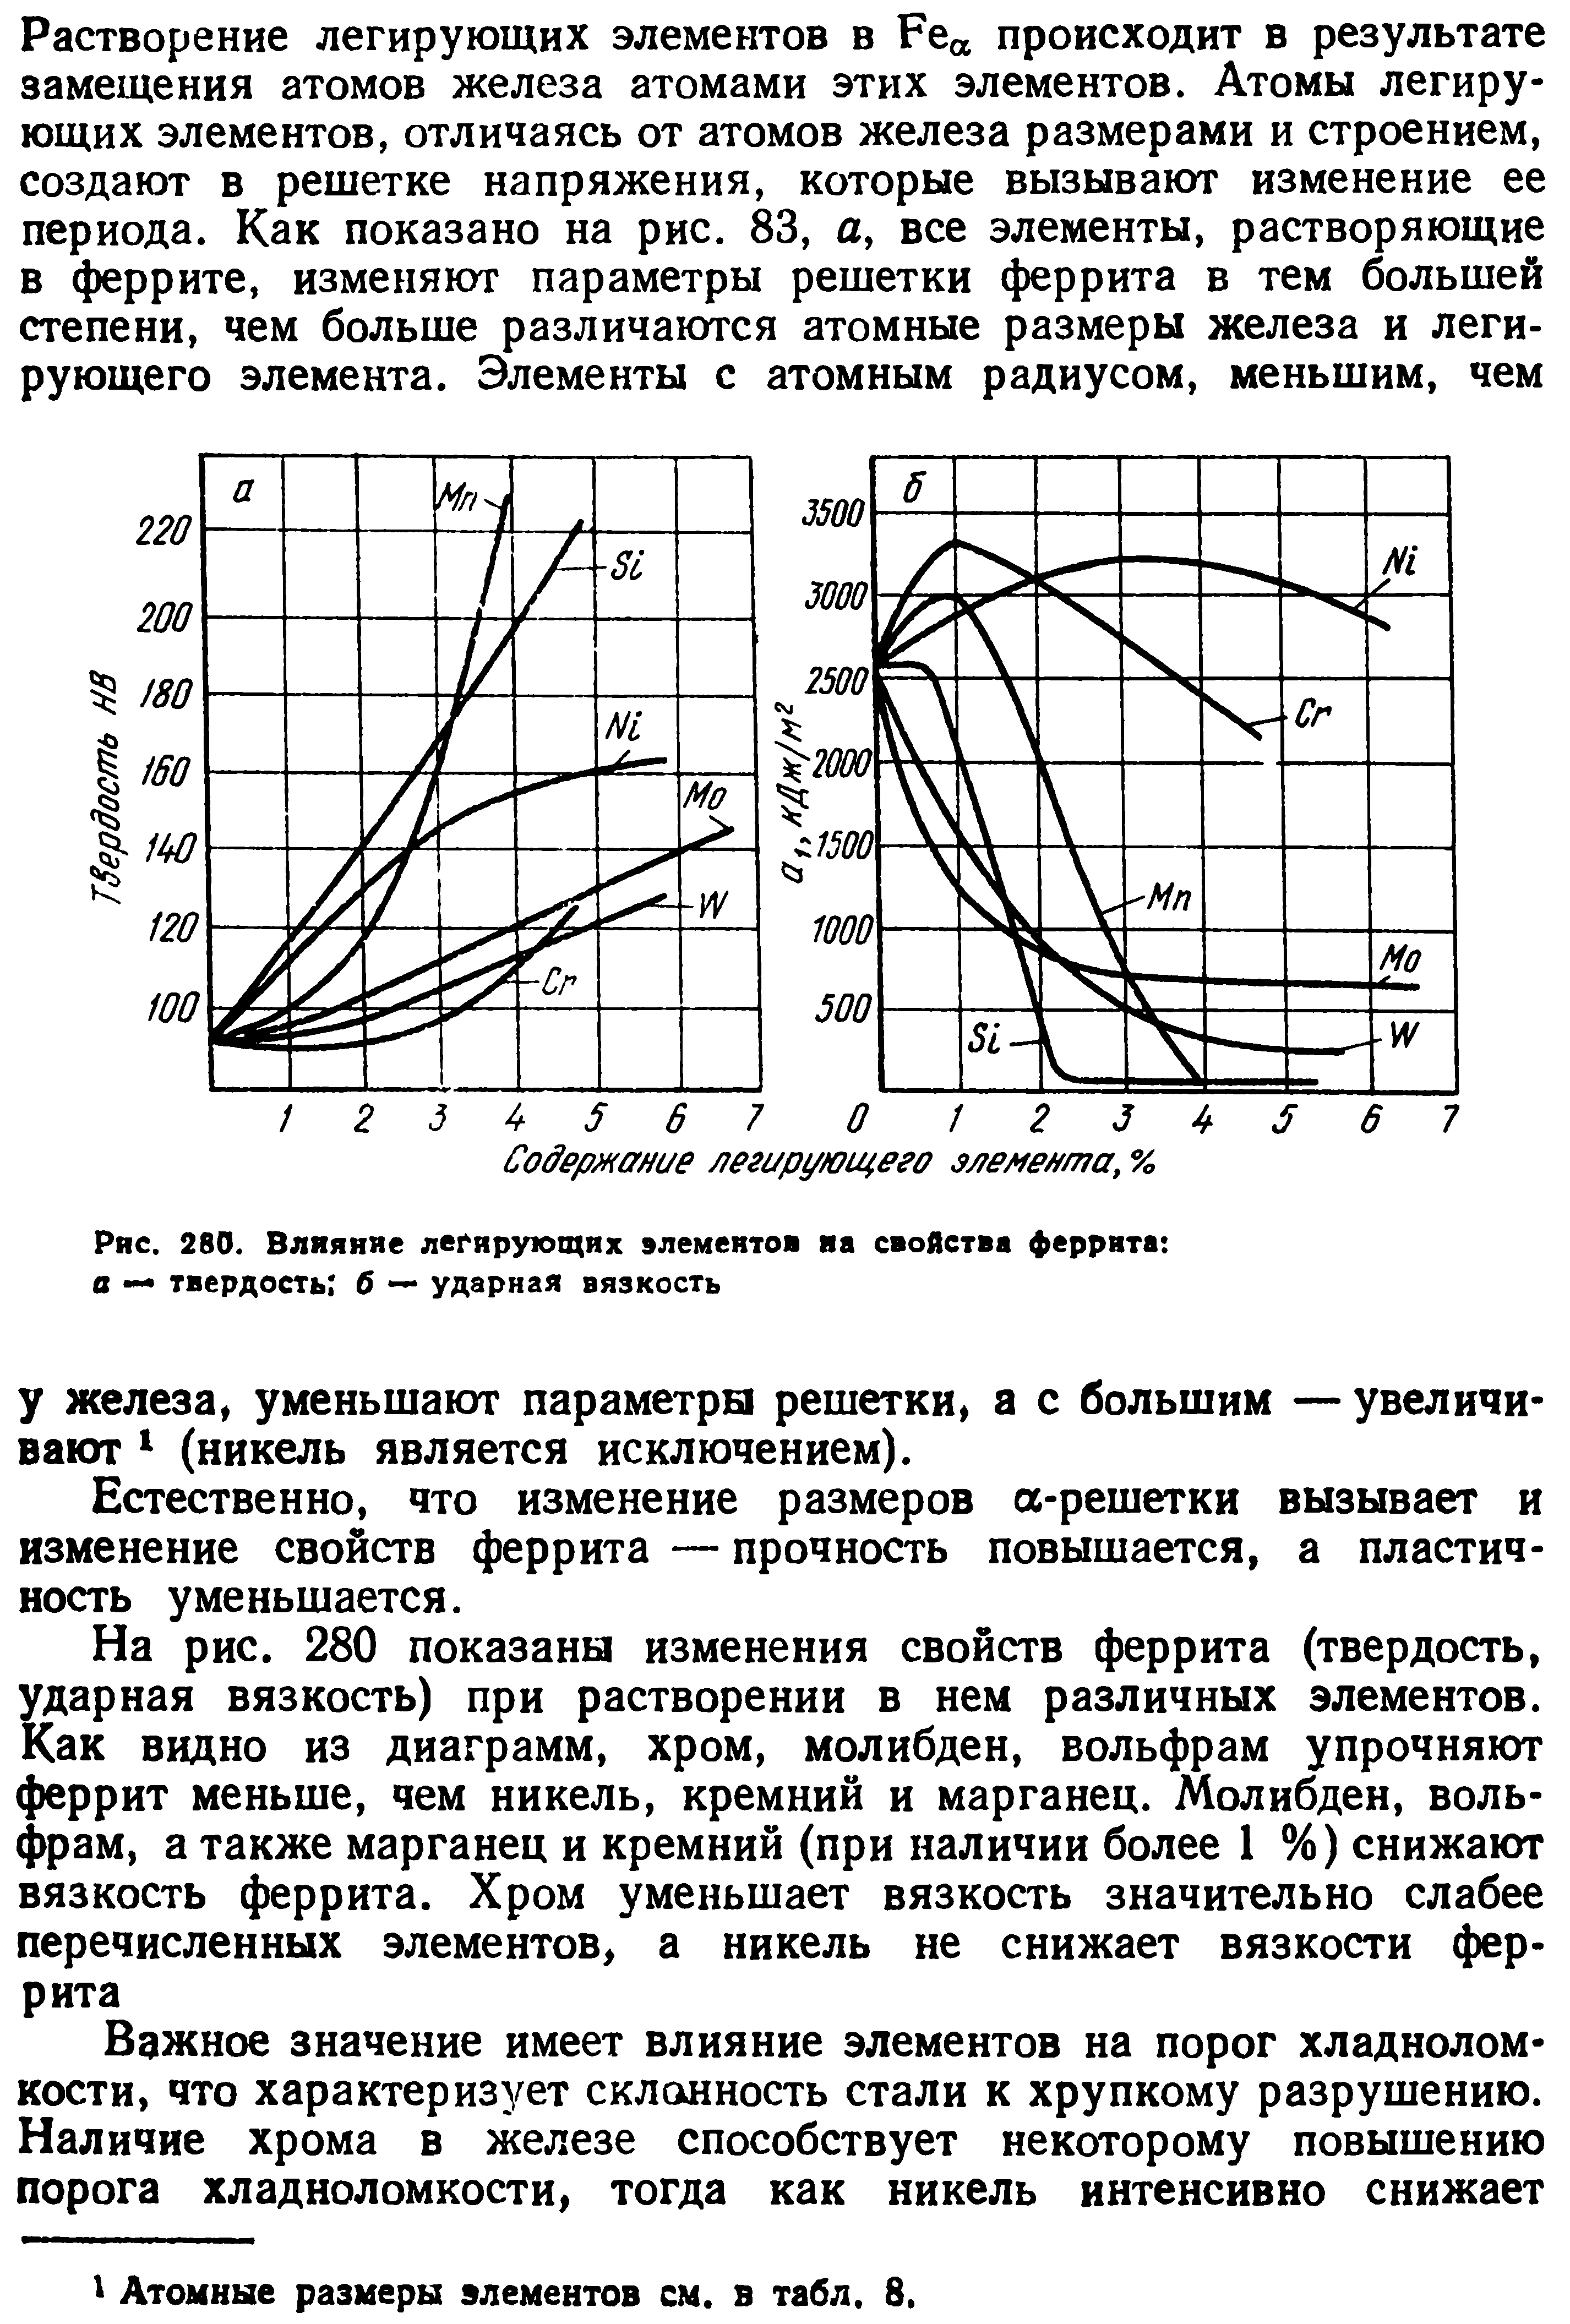 Растворение легирующих элементов в Feα происходит в результате
замещения атомов железа атомами этих элементов. Атомы легиру-
ющих элементов, отличаясь от атомов железа размерами и строением,
создают в решетке напряжения, которые вызывают изменение ее
периода. Как показано на рис. 83, а, все элементы, растворяющие
в феррите, изменяют параметры решетки феррита в тем большей
степени, чем больше различаются атомные размеры железа и леги-
рующего элемента. Элементы с атомным радиусом, меньшим, чем
а
Mn
Si
Ni
Mo
W
Cr
220
200
180
160
140
120
100
Твердость НВ
1 2 3 4 5 6 7
б
Ni
Cr
Mn
Mo
Si
W
3500
3000
2500
2000
1500
1000
500
а₁, кДж/м²
0 1 2 3 4 5 6 7
Содержание легирующего элемента, %
Рис. 280. Влияние легирующих элементов на свойства феррита:
а — твердость; б — ударная вязкость
у железа, уменьшают параметры решетки, а с большим — увеличи-
вают ¹ (никель является исключением).
Естественно, что изменение размеров α-решетки вызывает и
изменение свойств феррита — прочность повышается, а пластич-
ность уменьшается.
На рис. 280 показаны изменения свойств феррита (твердость,
ударная вязкость) при растворении в нем различных элементов.
Как видно из диаграмм, хром, молибден, вольфрам упрочняют
феррит меньше, чем никель, кремний и марганец. Молибден, воль-
фрам, а также марганец и кремний (при наличии более 1 %) снижают
вязкость феррита. Хром уменьшает вязкость значительно слабее
перечисленных элементов, а никель не снижает вязкости фер-
рита
Важное значение имеет влияние элементов на порог хладнолом-
кости, что характеризует склонность стали к хрупкому разрушению.
Наличие хрома в железе способствует некоторому повышению
порога хладноломкости, тогда как никель интенсивно снижает
¹ Атомные размеры элементов см. в табл. 8.